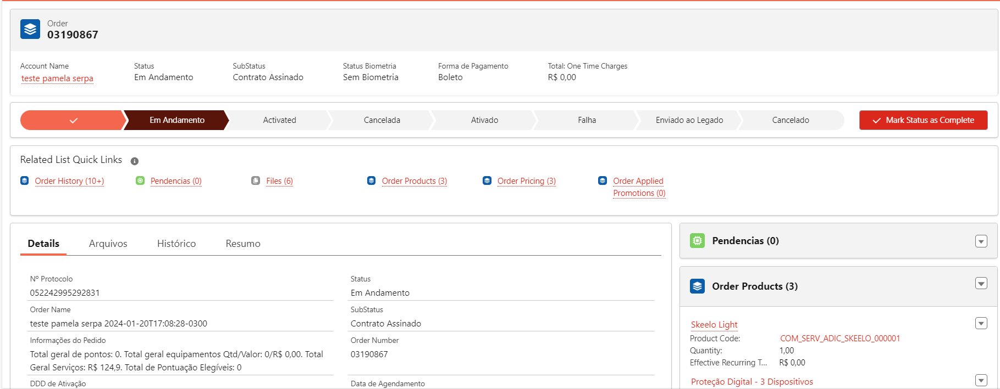 Order
03190867
Account Name
teste pamela serpa
Status
Em Andamento
SubStatus
Contrato Assinado
Status Biometria
Sem Biometria
Forma de Pagamento
Boleto
Total: One Time Charges
R$ 0,00
Em Andamento
Activated
Cancelada
Ativado
Falha
Enviado ao Legado
Cancelado
Mark Status as Complete
Related List Quick Links
Order History (10+)
Pendencias (0)
Files (6)
Order Products (3)
Order Pricing (3)
Order Applied
Promotions (0)
Details
Arquivos
Histórico
Resumo
Nº Protocolo
052242995292831
Status
Em Andamento
Order Name
teste pamela serpa 2024-01-20T17:08:28-0300
SubStatus
Contrato Assinado
Informações do Pedido
Total geral de pontos: 0. Total geral equipamentos Qtd/Valor: 0/R$ 0,00. Total
Geral Serviços: R$ 124,9. Total de Pontuação Elegíveis: 0
Order Number
03190867
DDD de Ativação
Data de Agendamento
Pendencias (0)
Order Products (3)
Skeelo Light
Product Code: COM_SERV_ADIC_SKEELO_000001
Quantity: 1,00
Effective Recurring T... R$ 0,00
Proteção Digital - 3 Dispositivos